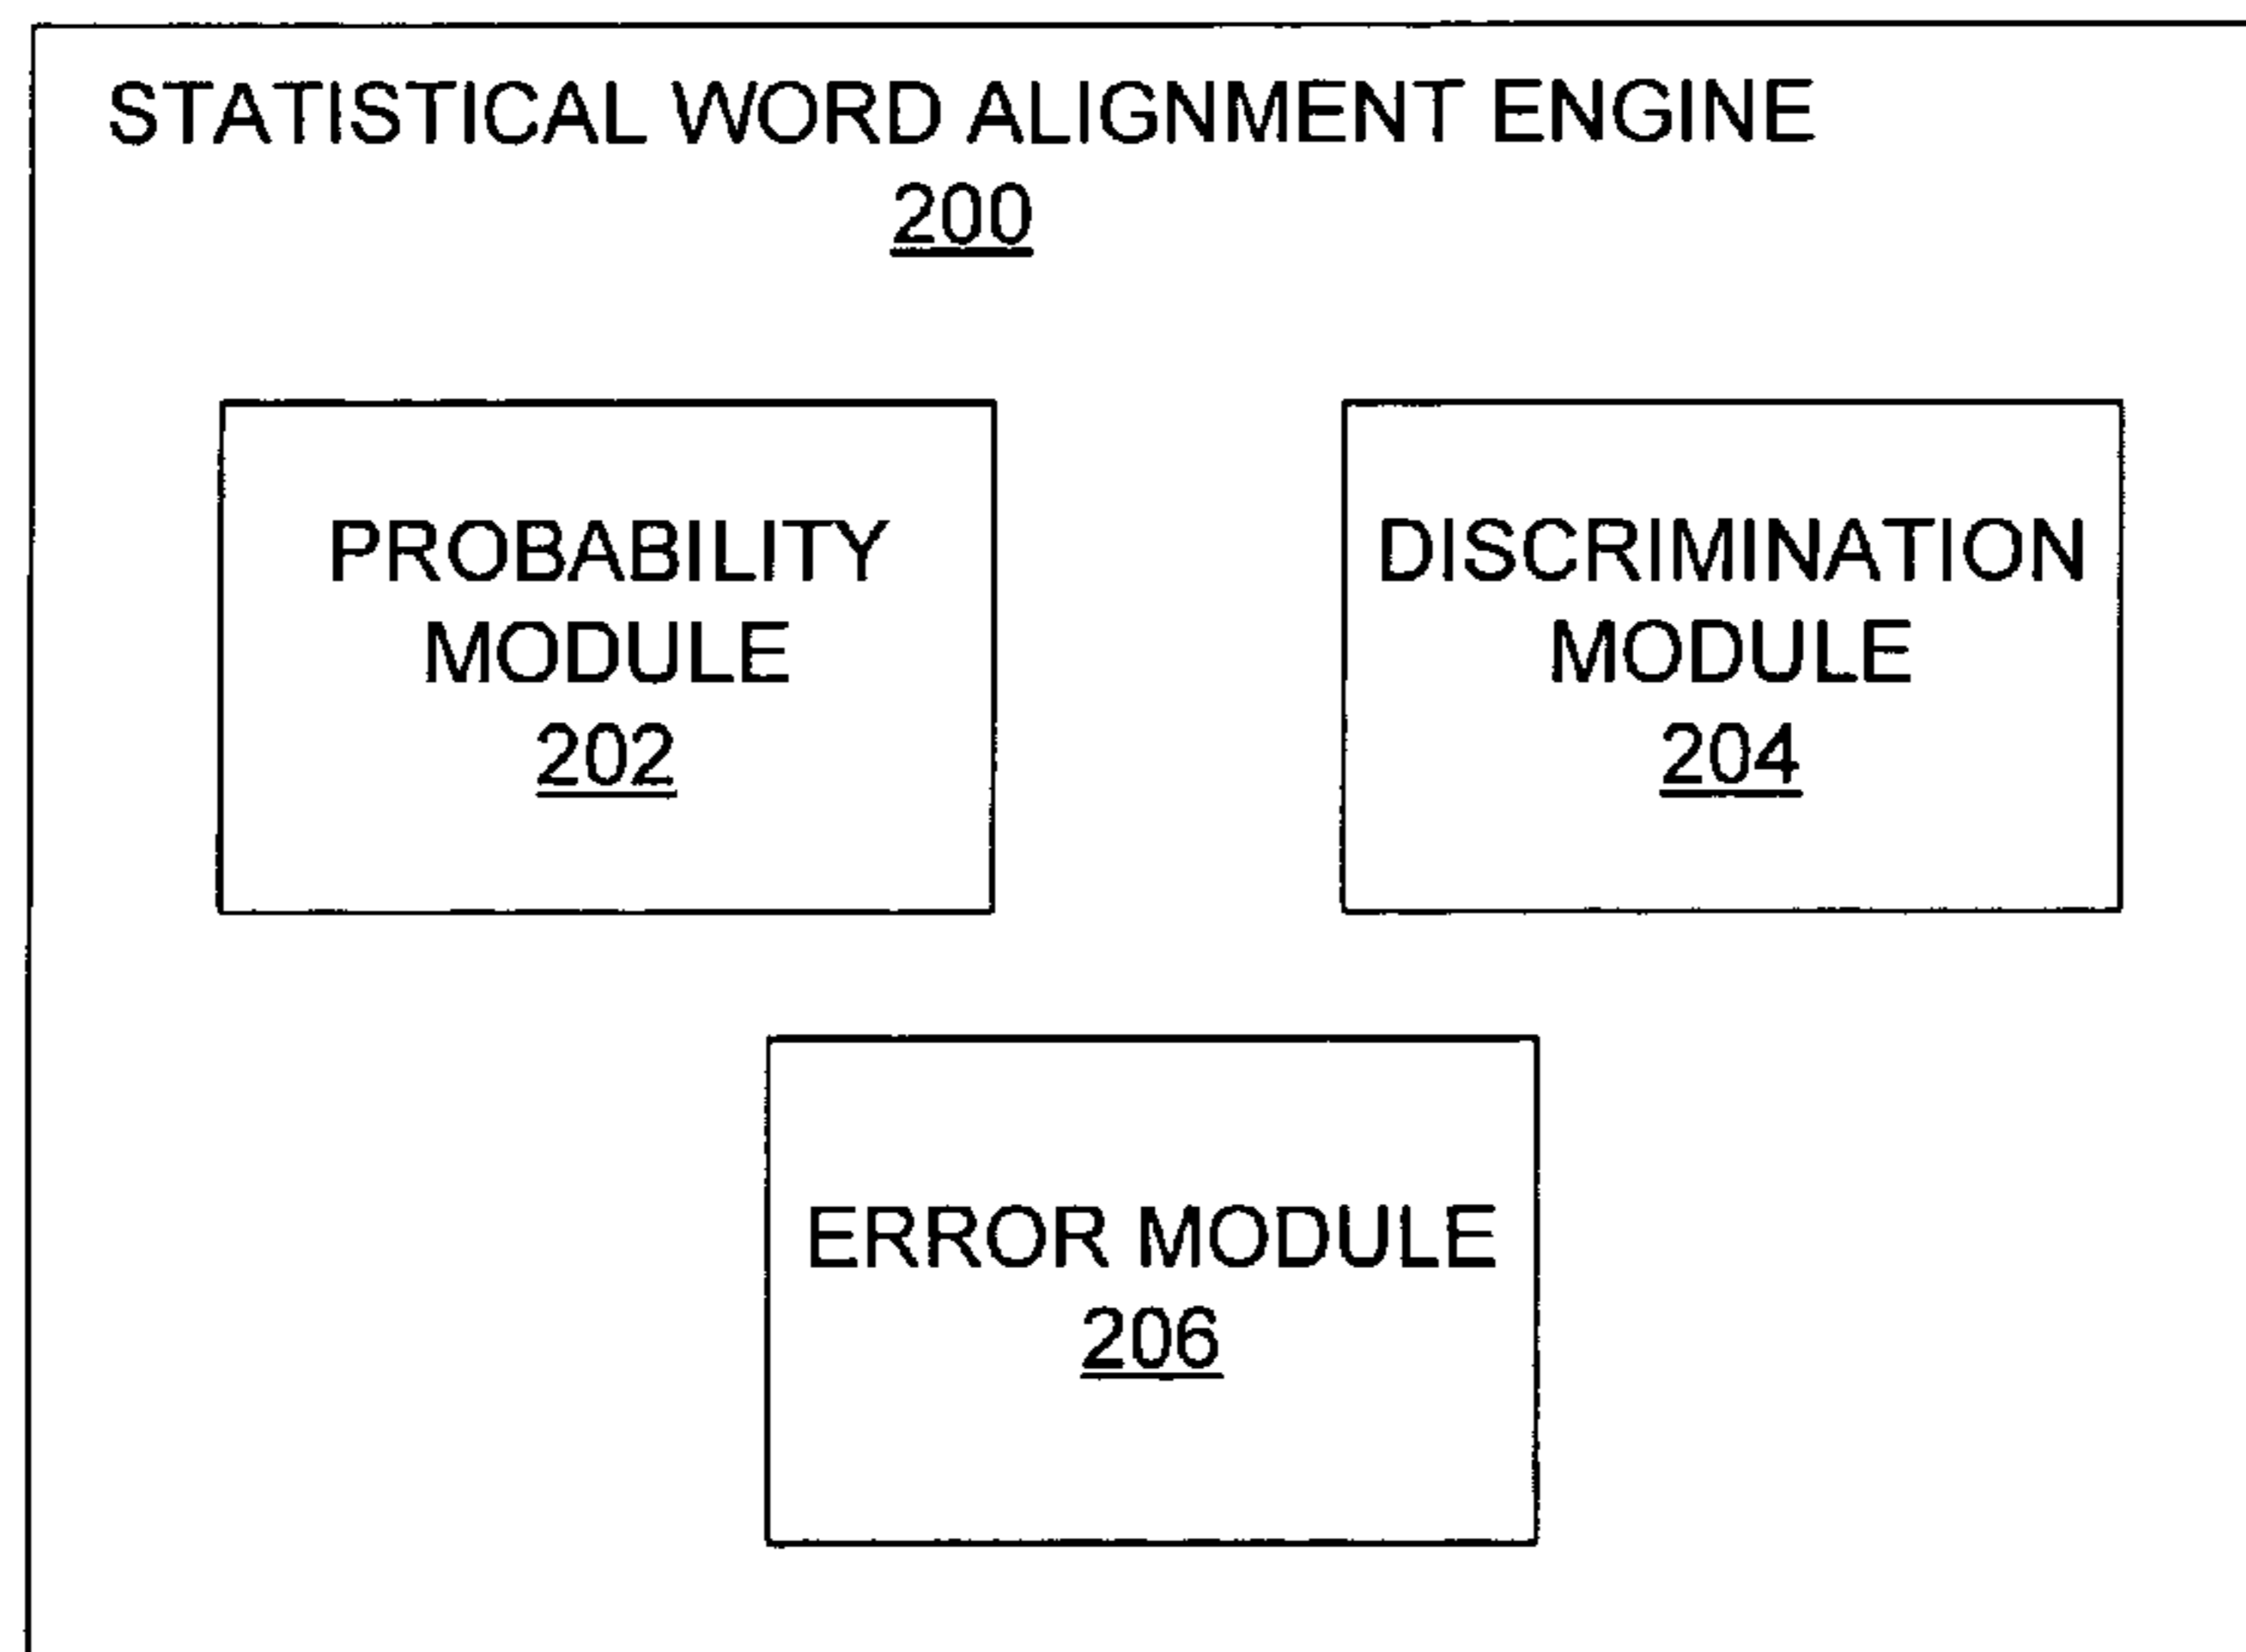 STATISTICAL WORD ALIGNMENT ENGINE
200
PROBABILITY
MODULE
202
DISCRIMINATION
MODULE
204
ERROR MODULE
206